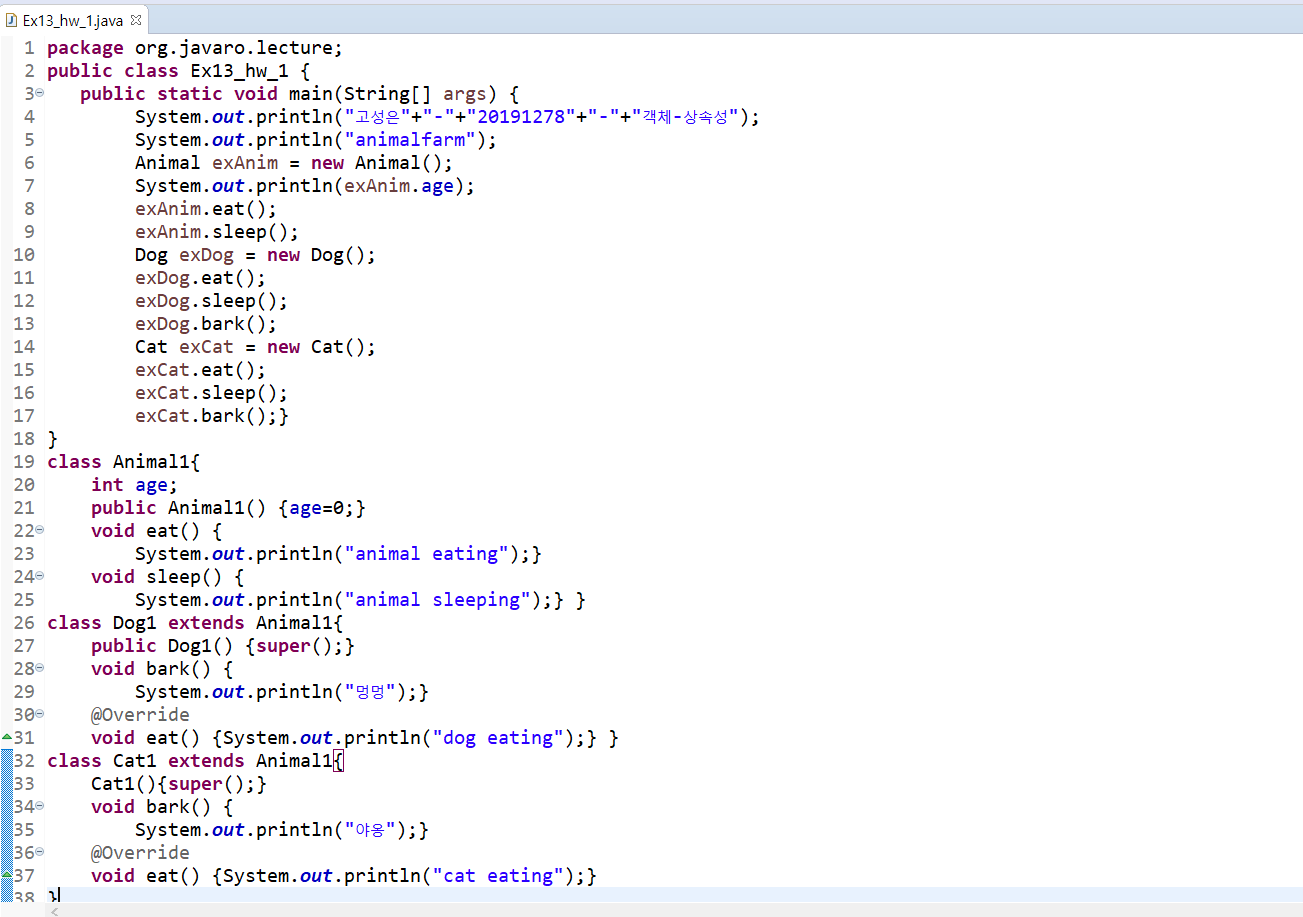 Ex13_hw_1.java
1 package org.javaro.lecture;
2 public class Ex13_hw_1 {
3 public static void main(String[] args) {
4 System.out.println("고성은"+"-"+"20191278"+"-"+"객체-상속성");
5 System.out.println("animalfarm");
6 Animal exAnim = new Animal();
7 System.out.println(exAnim.age);
8 exAnim.eat();
9 exAnim.sleep();
10 Dog exDog = new Dog();
11 exDog.eat();
12 exDog.sleep();
13 exDog.bark();
14 Cat exCat = new Cat();
15 exCat.eat();
16 exCat.sleep();
17 exCat.bark();}
18 }
19 class Animal1{
20 int age;
21 public Animal1() {age=0;}
22 void eat() {
23 System.out.println("animal eating");}
24 void sleep() {
25 System.out.println("animal sleeping");} }
26 class Dog1 extends Animal1{
27 public Dog1() {super();}
28 void bark() {
29 System.out.println("멍멍");}
30 @Override
31 void eat() {System.out.println("dog eating");} }
32 class Cat1 extends Animal1{
33 Cat1(){super();}
34 void bark() {
35 System.out.println("야옹");}
36 @Override
37 void eat() {System.out.println("cat eating");}
38 }